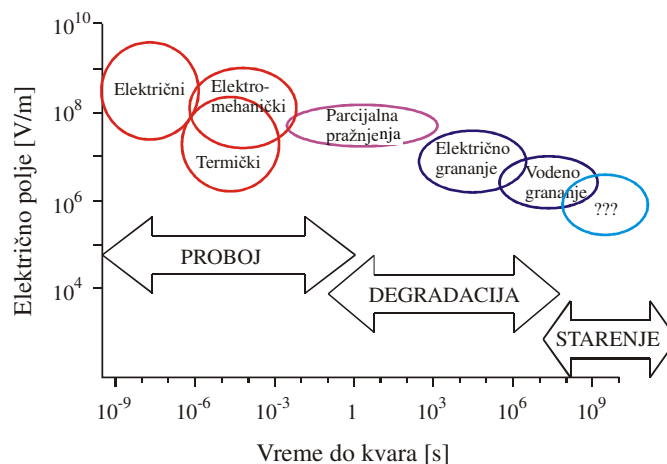 Električno polje [V/m]
10^10
10^8
10^6
10^4
Električni
Elektro-
mehanički
Termički
Parcijalna
pražnjenja
Električno
grananje
Vodeno
grananje
???
PROBOJ
DEGRADACIJA
STARENJE
10^-9
10^-6
10^-3
1
10^3
10^6
10^9
Vreme do kvara [s]